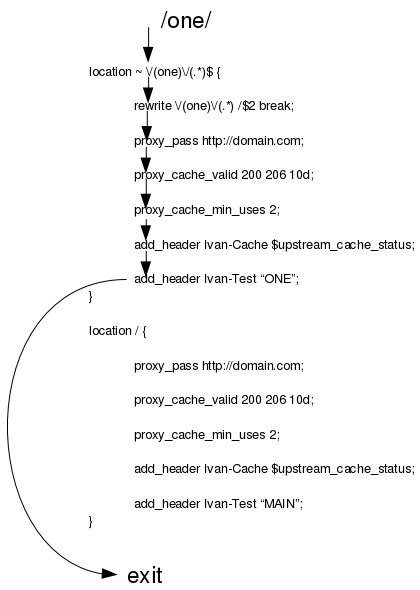 /one/
location ~ \/(one)\/(.*)$ {
rewrite \/(one)\/(.*) /$2 break;
proxy_pass http://domain.com;
proxy_cache_valid 200 206 10d;
proxy_cache_min_uses 2;
add_header Ivan-Cache $upstream_cache_status;
add_header Ivan-Test “ONE”;
}
location / {
proxy_pass http://domain.com;
proxy_cache_valid 200 206 10d;
proxy_cache_min_uses 2;
add_header Ivan-Cache $upstream_cache_status;
add_header Ivan-Test “MAIN”;
}
exit